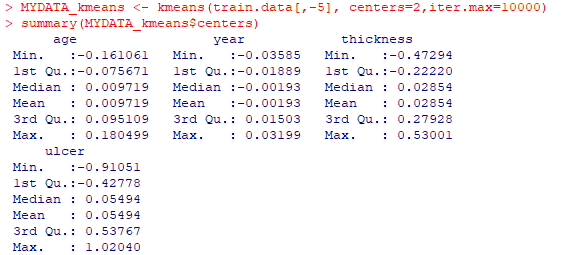 > MYDATA_kmeans <- kmeans(train.data[,-5], centers=2,iter.max=10000)
> summary(MYDATA_kmeans$centers)
age year thickness
Min. :-0.161061 Min. :-0.03585 Min. :-0.47294
1st Qu.:-0.075671 1st Qu.:-0.01889 1st Qu.:-0.22220
Median : 0.009719 Median :-0.00193 Median : 0.02854
Mean : 0.009719 Mean :-0.00193 Mean : 0.02854
3rd Qu.: 0.095109 3rd Qu.: 0.01503 3rd Qu.: 0.27928
Max. : 0.180499 Max. : 0.03199 Max. : 0.53001
ulcer
Min. :-0.91051
1st Qu.:-0.42778
Median : 0.05494
Mean : 0.05494
3rd Qu.: 0.53767
Max. : 1.02040